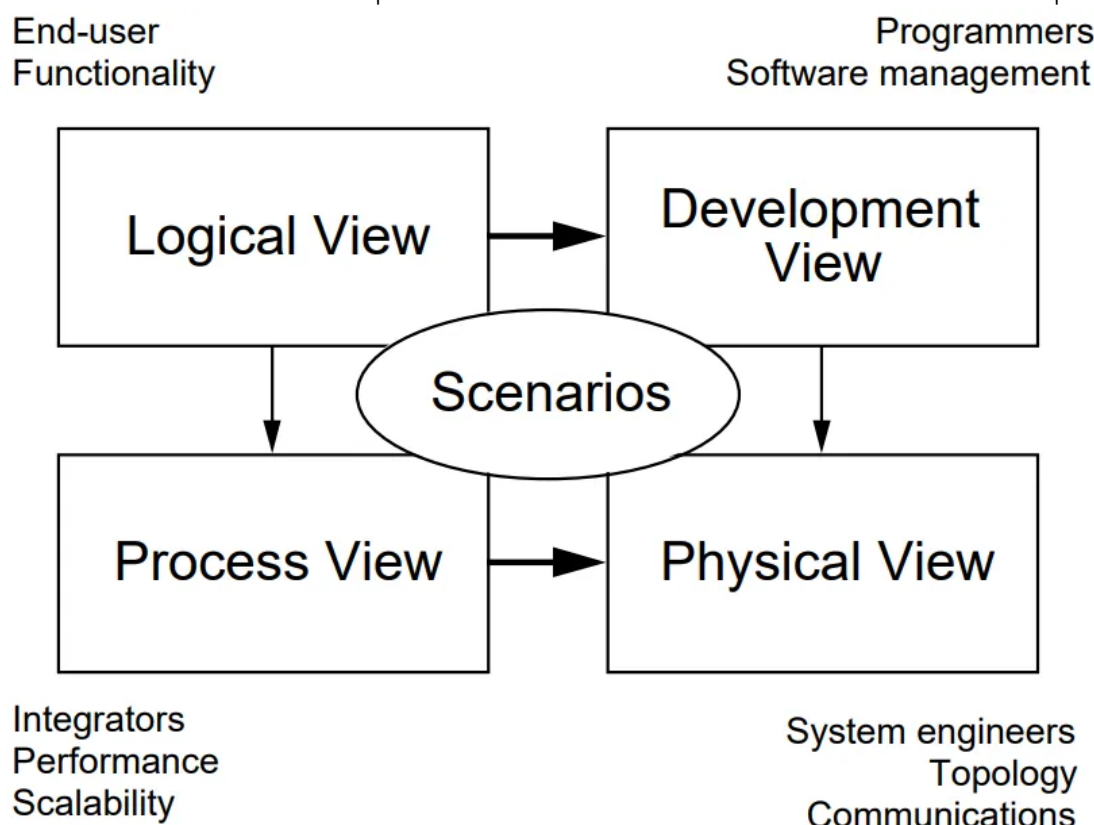 End-user
Functionality
Programmers
Software management
Logical View
Development
View
Scenarios
Process View
Physical View
Integrators
Performance
Scalability
System engineers
Topology
Communications